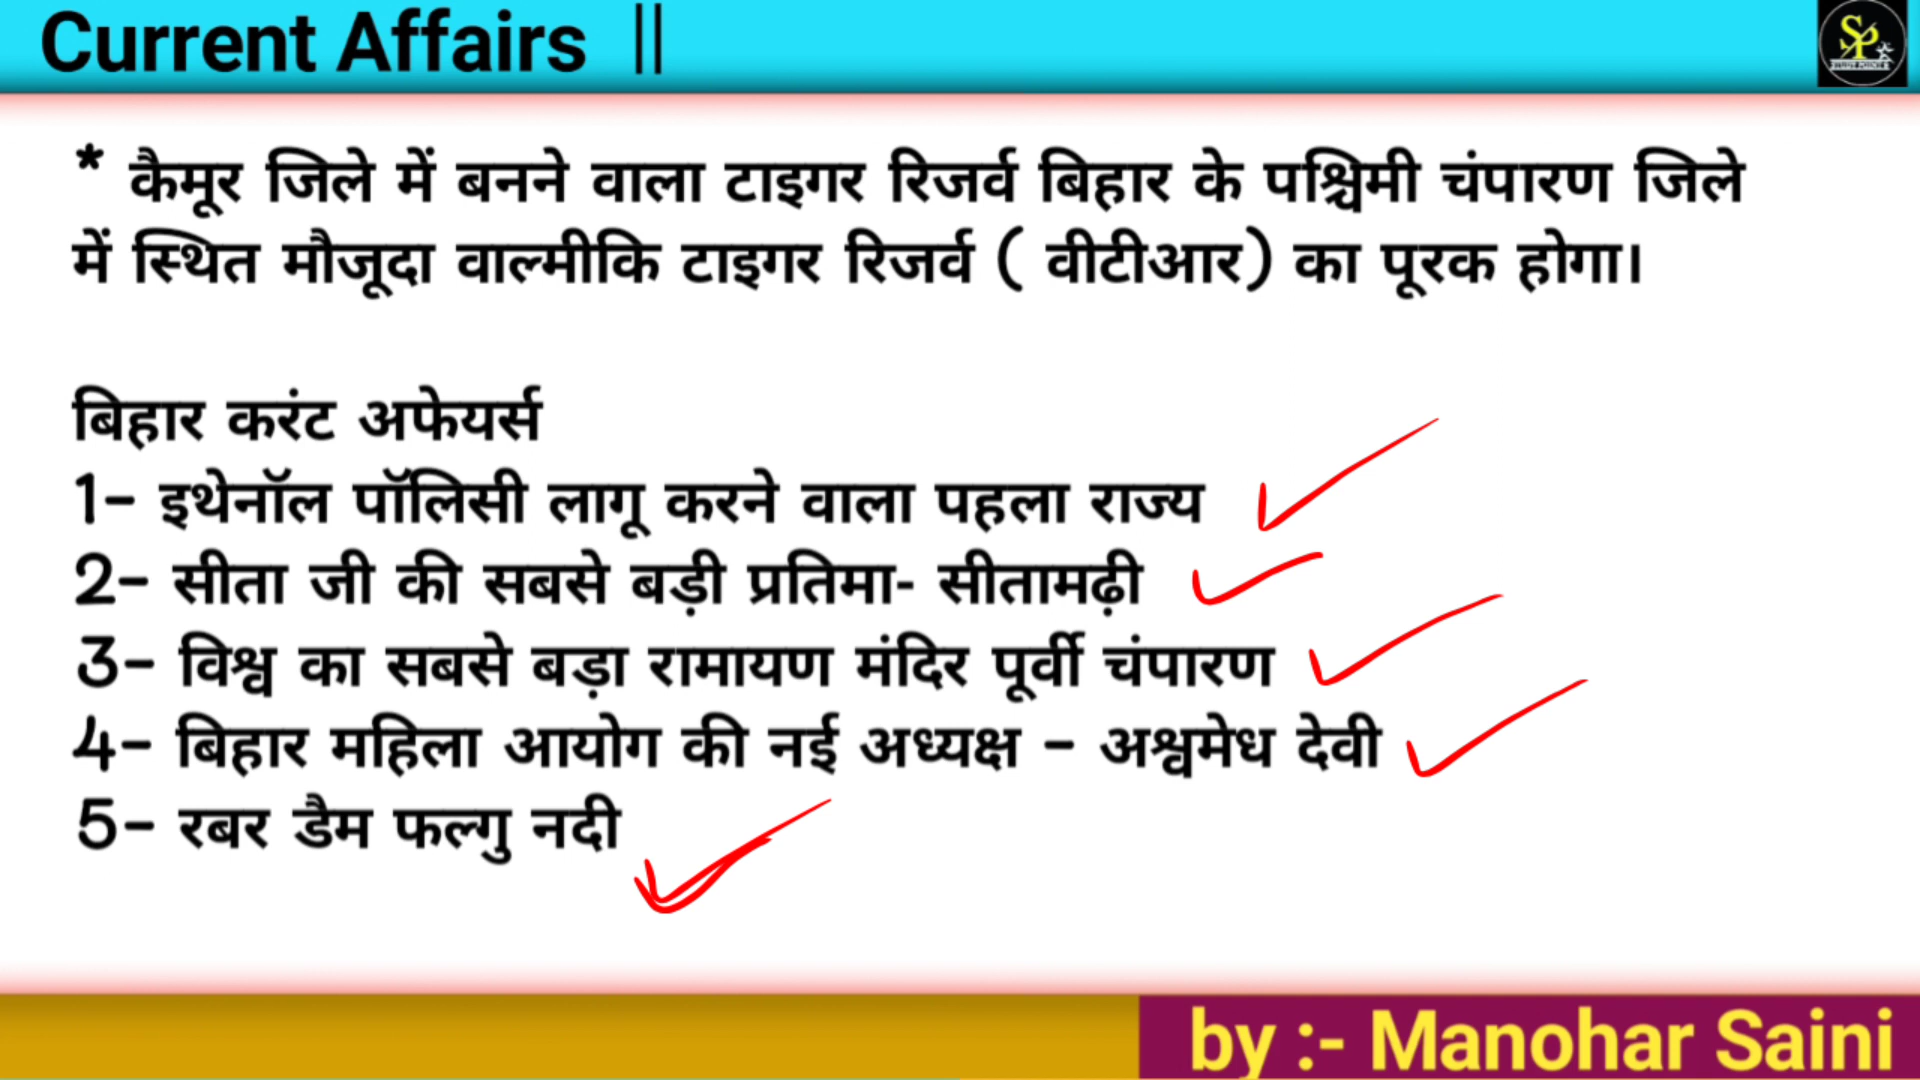 Current Affairs ||
* कैमूर जिले में बनने वाला टाइगर रिजर्व बिहार के पश्चिमी चंपारण जिले
में स्थित मौजूदा वाल्मीकि टाइगर रिजर्व ( वीटीआर) का पूरक होगा।
बिहार करंट अफेयर्स
1- इथेनॉल पॉलिसी लागू करने वाला पहला राज्य
2- सीता जी की सबसे बड़ी प्रतिमा- सीतामढ़ी
3- विश्व का सबसे बड़ा रामायण मंदिर पूर्वी चंपारण
4- बिहार महिला आयोग की नई अध्यक्ष - अश्वमेध देवी
5- रबर डैम फल्गु नदी
by :- Manohar Saini